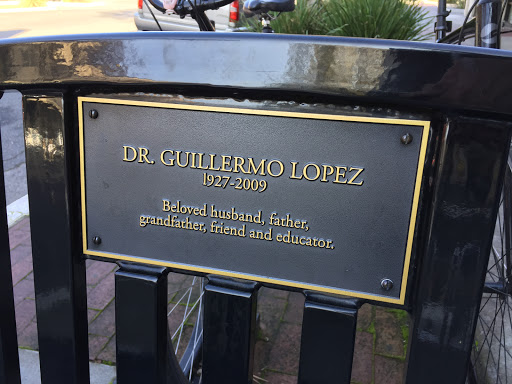 DR. GUILLERMO LOPEZ
1927-2009
Beloved husband, father,
grandfather, friend and educator.